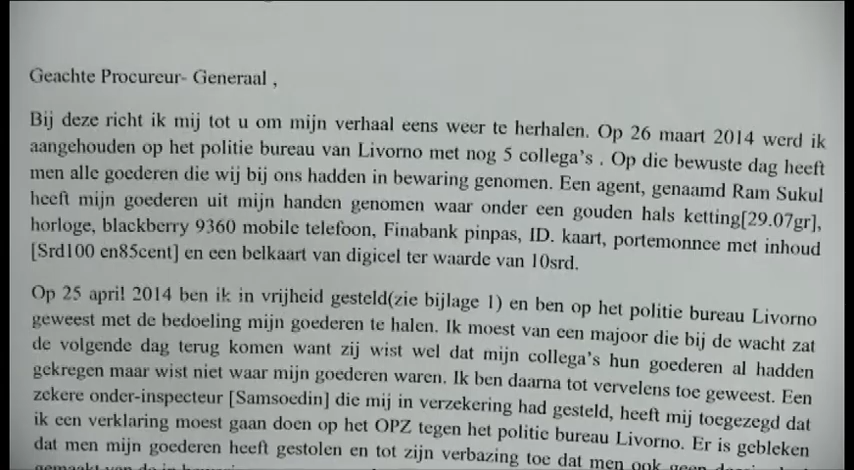 Geachte Procureur- Generaal ,
Bij deze richt ik mij tot u om mijn verhaal eens weer te herhalen. Op 26 maart 2014 werd ik
aangehouden op het politie bureau van Livorno met nog 5 collega's . Op die bewuste dag heeft
men alle goederen die wij bij ons hadden in bewaring genomen. Een agent, genaamd Ram Sukul
heeft mijn goederen uit mijn handen genomen waar onder een gouden hals ketting[29.07gr],
horloge, blackberry 9360 mobile telefoon, Finabank pinpas, ID. kaart, portemonnee met inhoud
[Srd100 en85cent] en een belkaart van digicel ter waarde van 10srd.
Op 25 april 2014 ben ik in vrijheid gesteld(zie bijlage 1) en ben op het politie bureau Livorno
geweest met de bedoeling mijn goederen te halen. Ik moest van een majoor die bij de wacht zat
de volgende dag terug komen want zij wist wel dat mijn collega's hun goederen al hadden
gekregen maar wist niet waar mijn goederen waren. Ik ben daarna tot vervelens toe geweest. Een
zekere onder-inspecteur [Samsoedin] die mij in verzekering had gesteld, heeft mij toegezegd dat
ik een verklaring moest gaan doen op het OPZ tegen het politie bureau Livorno. Er is gebleken
dat men mijn goederen heeft gestolen en tot zijn verbazing toe dat men ook geen